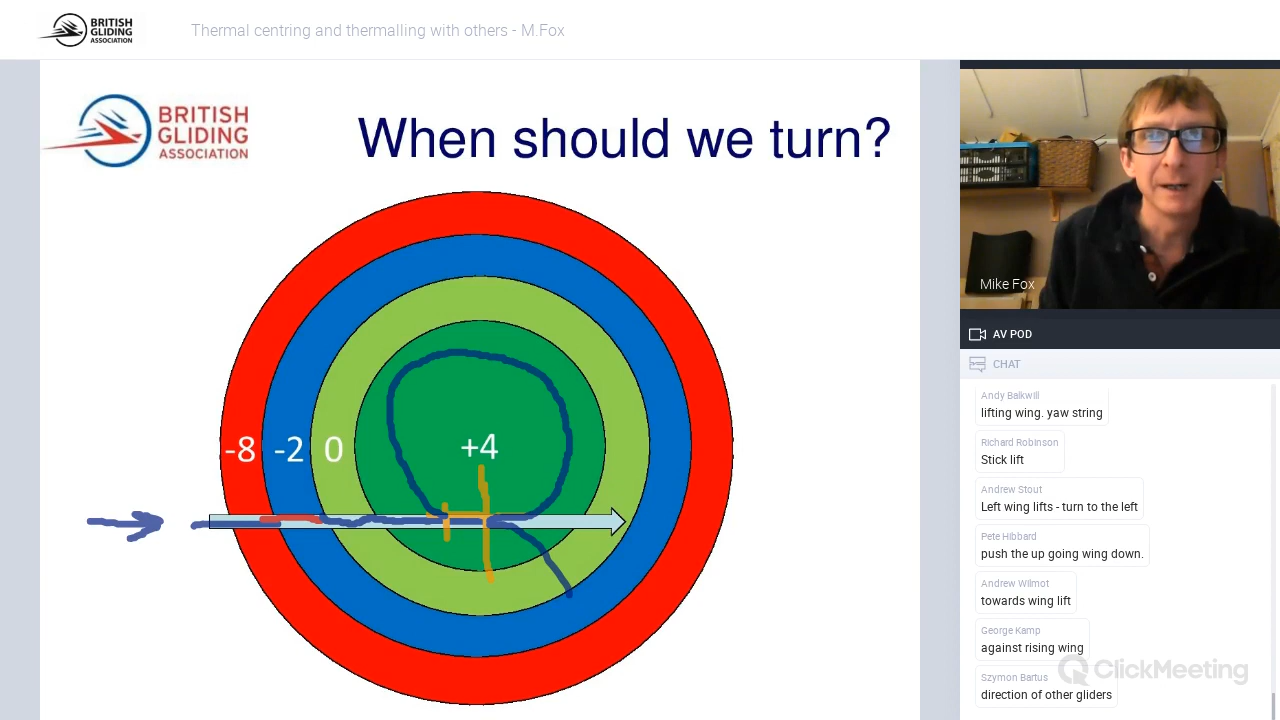 BRITISH
GLIDING
ASSOCIATION
Thermal centring and thermalling with others - M.Fox
BRITISH
GLIDING
ASSOCIATION
When should we turn?
-8 -2 0 +4
Mike Fox
AV POD
CHAT
Andy Balkwill
lifting wing. yaw string
Richard Robinson
Stick lift
Andrew Stout
Left wing lifts - turn to the left
Pete Hibbard
push the up going wing down.
Andrew Wilmot
towards wing lift
George Kamp
against rising wing
ClickMeeting
Szymon Bartus
direction of other gliders